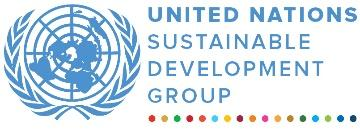 UNITED NATIONS
SUSTAINABLE
DEVELOPMENT
GROUP